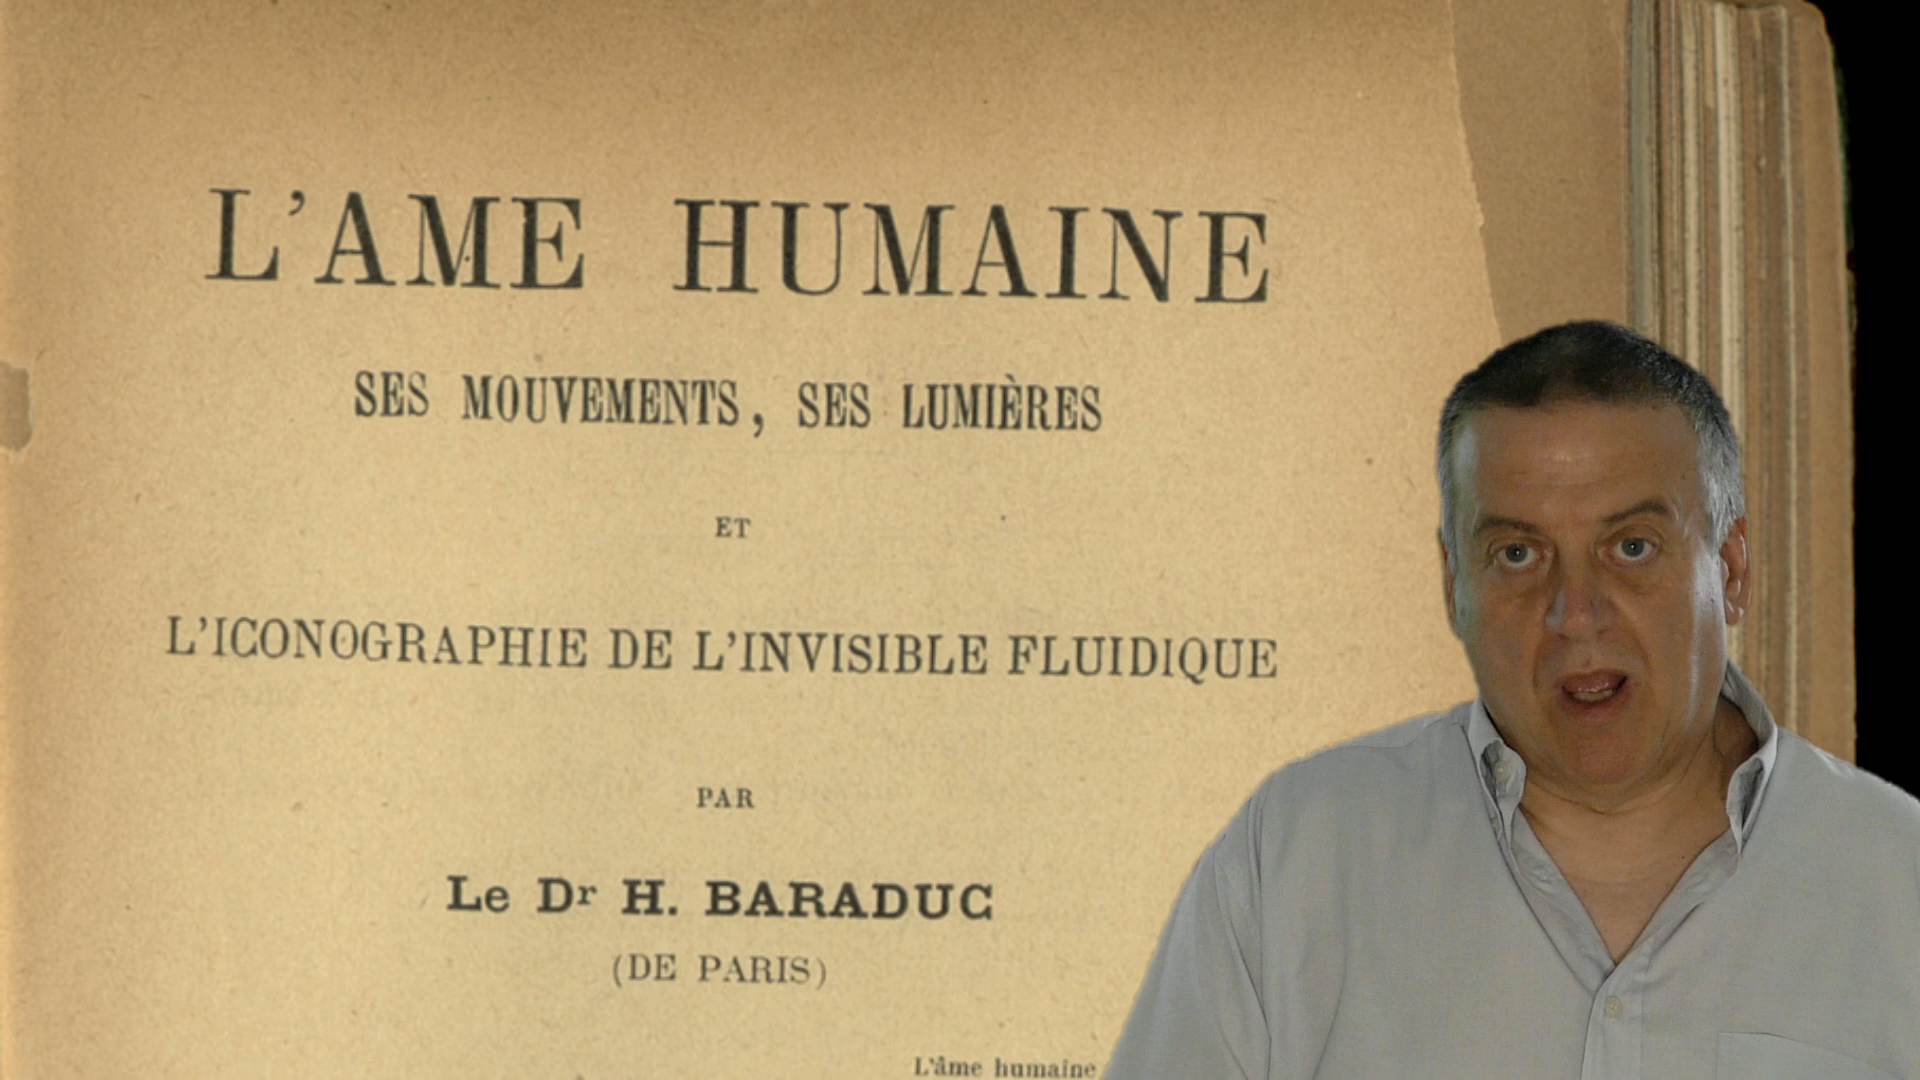 L'AME HUMAINE
SES MOUVEMENTS, SES LUMIÈRES
ET
L'ICONOGRAPHIE DE L'INVISIBLE FLUIDIQUE
PAR
Le Dr H. BARADUC
(DE PARIS)
L'âme humaine